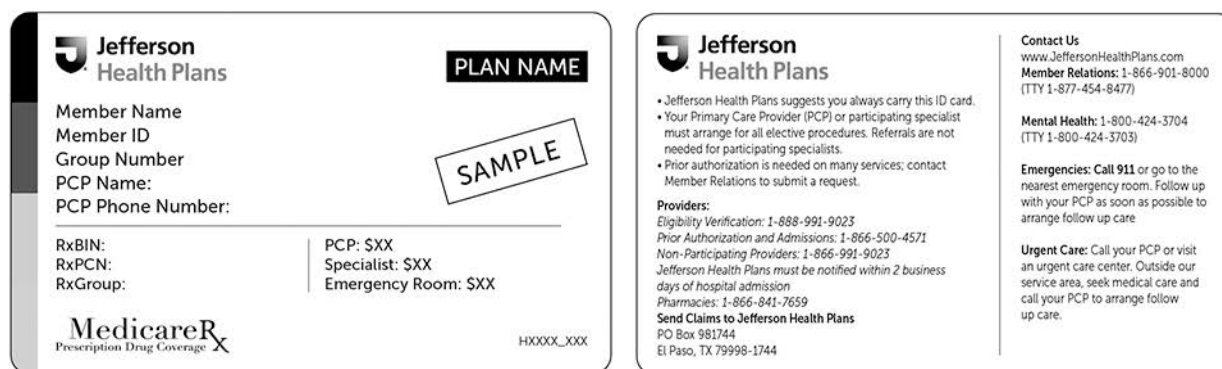 Jefferson
Health Plans
PLAN NAME
Member Name
Member ID
Group Number
PCP Name:
PCP Phone Number:
SAMPLE
RxBIN:
RxPCN:
RxGroup:
PCP: $XX
Specialist: $XX
Emergency Room: $XX
MedicareRx
Prescription Drug Coverage
HXXXX_XXX
Jefferson
Health Plans
• Jefferson Health Plans suggests you always carry this ID card.
• Your Primary Care Provider (PCP) or participating specialist
must arrange for all elective procedures. Referrals are not
needed for participating specialists.
• Prior authorization is needed on many services; contact
Member Relations to submit a request.
Providers:
Eligibility Verification: 1-888-991-9023
Prior Authorization and Admissions: 1-866-500-4571
Non-Participating Providers: 1-866-991-9023
Jefferson Health Plans must be notified within 2 business
days of hospital admission
Pharmacies: 1-866-841-7659
Send Claims to Jefferson Health Plans
PO Box 981744
El Paso, TX 79998-1744
Contact Us
www.JeffersonHealthPlans.com
Member Relations: 1-866-901-8000
(TTY 1-877-454-8477)
Mental Health: 1-800-424-3704
(TTY 1-800-424-3703)
Emergencies: Call 911 or go to the
nearest emergency room. Follow up
with your PCP as soon as possible to
arrange follow up care
Urgent Care: Call your PCP or visit
an urgent care center. Outside our
service area, seek medical care and
call your PCP to arrange follow
up care.